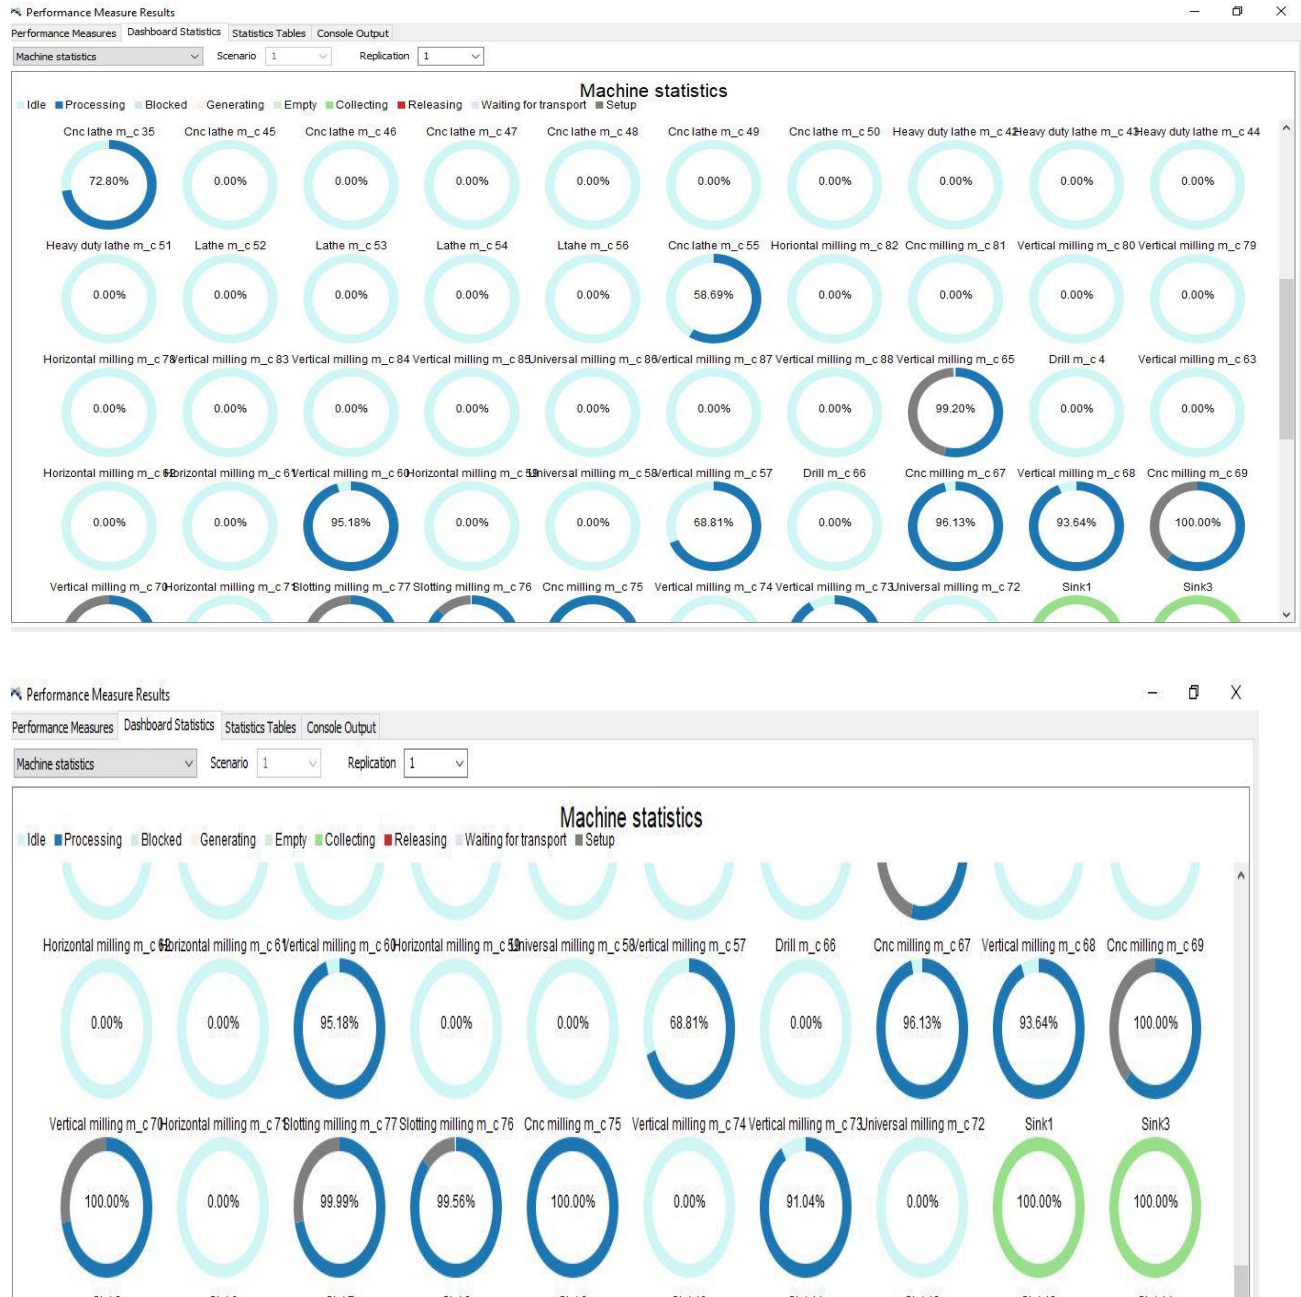 Performance Measure Results
Performance Measures Dashboard Statistics Statistics Tables Console Output
Machine statistics Scenario 1 Replication 1
Machine statistics
Idle Processing Blocked Generating Empty Collecting Releasing Waiting for transport Setup
Cnc lathe m_c 35 Cnc lathe m_c 45 Cnc lathe m_c 46 Cnc lathe m_c 47 Cnc lathe m_c 48 Cnc lathe m_c 49 Cnc lathe m_c 50 Heavy duty lathe m_c 42 Heavy duty lathe m_c 43 Heavy duty lathe m_c 44
72.80% 0.00% 0.00% 0.00% 0.00% 0.00% 0.00% 0.00% 0.00% 0.00%
Heavy duty lathe m_c 51 Lathe m_c 52 Lathe m_c 53 Lathe m_c 54 Ltahe m_c 56 Cnc lathe m_c 55 Horiontal milling m_c 82 Cnc milling m_c 81 Vertical milling m_c 80 Vertical milling m_c 79
0.00% 0.00% 0.00% 0.00% 0.00% 58.69% 0.00% 0.00% 0.00% 0.00%
Horizontal milling m_c 78 Vertical milling m_c 83 Vertical milling m_c 84 Vertical milling m_c 85 Universal milling m_c 86 Vertical milling m_c 87 Vertical milling m_c 88 Vertical milling m_c 65 Drill m_c 4 Vertical milling m_c 63
0.00% 0.00% 0.00% 0.00% 0.00% 0.00% 0.00% 99.20% 0.00% 0.00%
Horizontal milling m_c 62 Horizontal milling m_c 61 Vertical milling m_c 60 Horizontal milling m_c 59 Universal milling m_c 58 Vertical milling m_c 57 Drill m_c 66 Cnc milling m_c 67 Vertical milling m_c 68 Cnc milling m_c 69
0.00% 0.00% 95.18% 0.00% 0.00% 68.81% 0.00% 96.13% 93.64% 100.00%
Vertical milling m_c 70 Horizontal milling m_c 71 Slotting milling m_c 77 Slotting milling m_c 76 Cnc milling m_c 75 Vertical milling m_c 74 Vertical milling m_c 73 Universal milling m_c 72 Sink1 Sink3
Performance Measure Results
Performance Measures Dashboard Statistics Statistics Tables Console Output
Machine statistics Scenario 1 Replication 1
Machine statistics
Idle Processing Blocked Generating Empty Collecting Releasing Waiting for transport Setup
Horizontal milling m_c 62 Horizontal milling m_c 61 Vertical milling m_c 60 Horizontal milling m_c 59 Universal milling m_c 58 Vertical milling m_c 57 Drill m_c 66 Cnc milling m_c 67 Vertical milling m_c 68 Cnc milling m_c 69
0.00% 0.00% 95.18% 0.00% 0.00% 68.81% 0.00% 96.13% 93.64% 100.00%
Vertical milling m_c 70 Horizontal milling m_c 71 Slotting milling m_c 77 Slotting milling m_c 76 Cnc milling m_c 75 Vertical milling m_c 74 Vertical milling m_c 73 Universal milling m_c 72 Sink1 Sink3
100.00% 0.00% 99.99% 99.56% 100.00% 0.00% 91.04% 0.00% 100.00% 100.00%